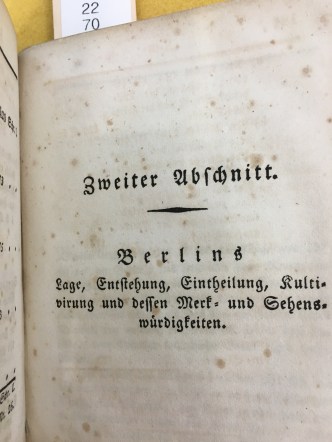 22
70
Zweiter Abſchnitt.
Berlins
Lage, Entſtehung, Eintheilung, Kulti-
virung und deſſen Merk- und Sehens-
würdigkeiten.